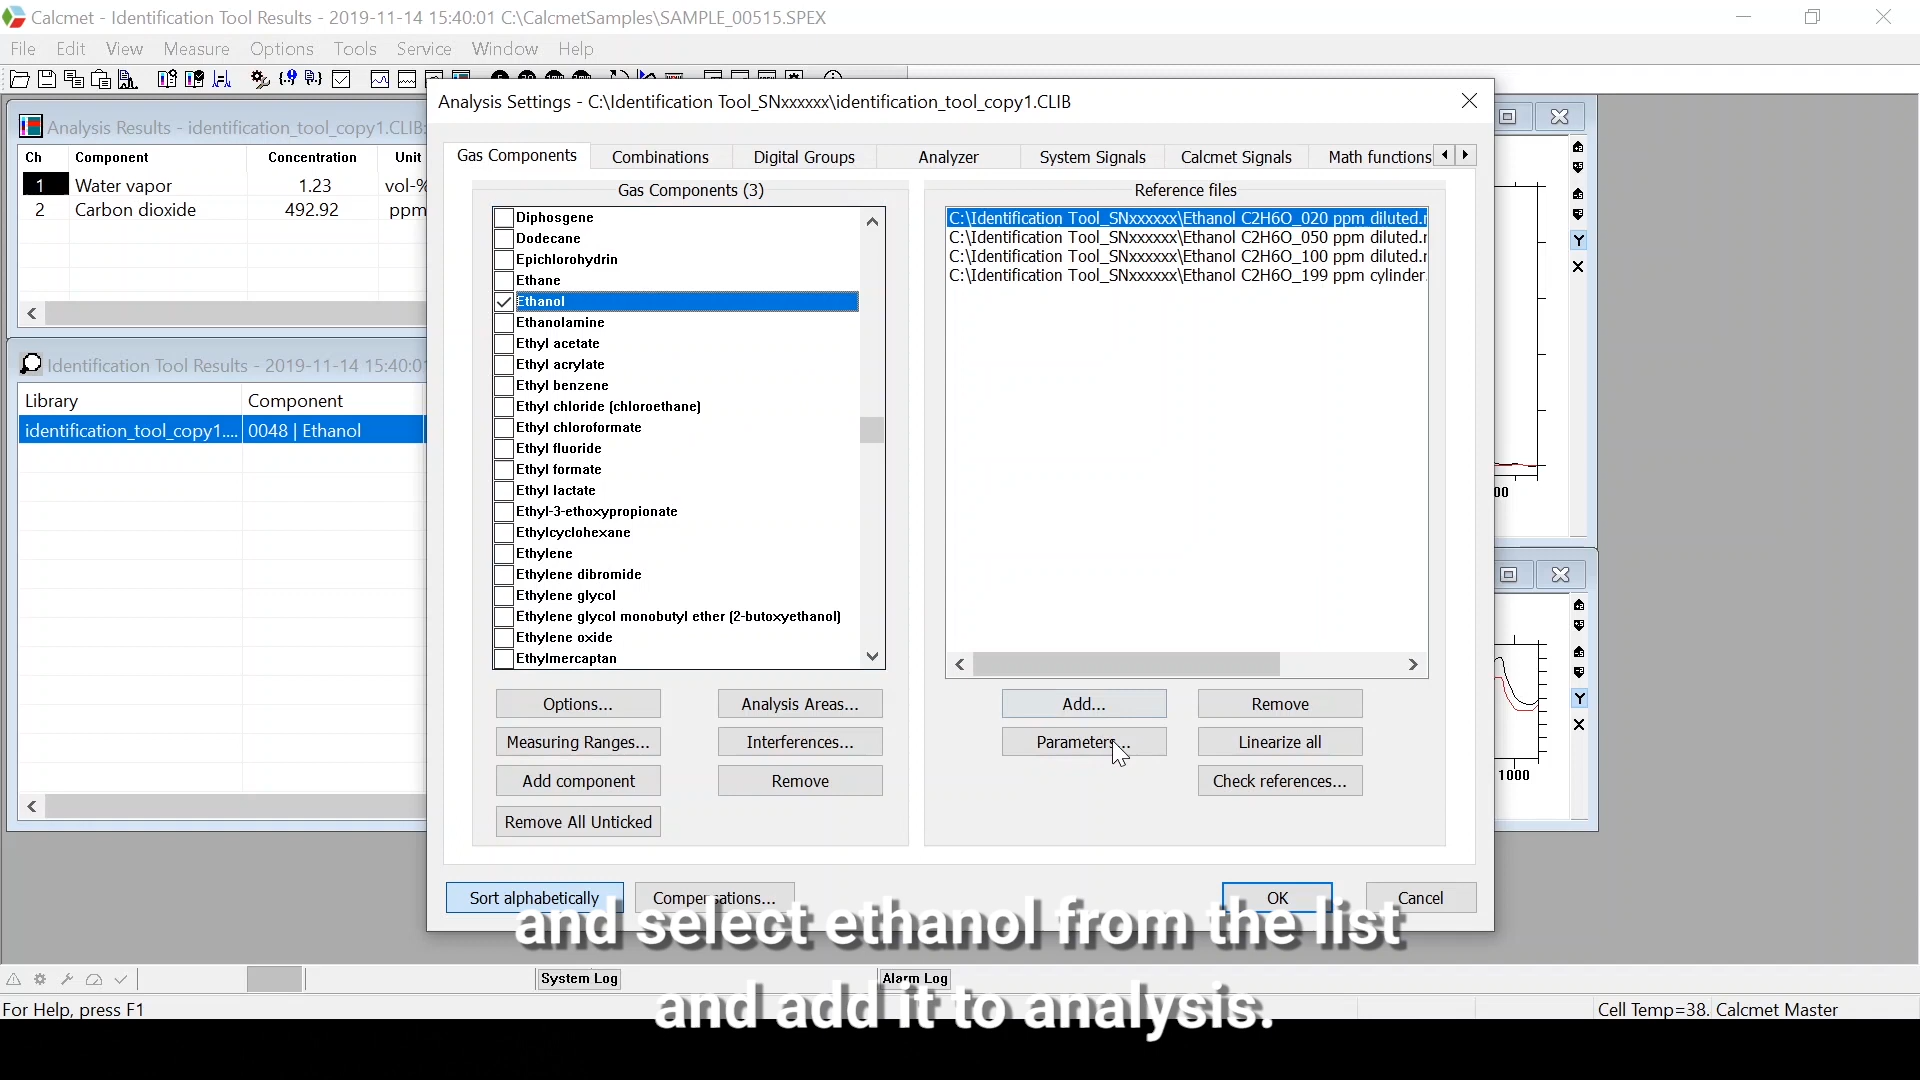 Calcmet - Identification Tool Results - 2019-11-14 15:40:01 C:\CalcmetSamples\SAMPLE_00515.SPEX
File Edit View Measure Options Tools Service Window Help
Analysis Results - identification_tool_copy1.CLIB:
Ch Component Concentration Unit
1 Water vapor 1.23 vol-%
2 Carbon dioxide 492.92 ppm
Identification Tool Results - 2019-11-14 15:40:01
Library Component
identification_tool_copy1.... 0048 | Ethanol
Analysis Settings - C:\Identification Tool_SNxxxxxx\identification_tool_copy1.CLIB
Gas Components Combinations Digital Groups Analyzer System Signals Calcmet Signals Math functions
Gas Components (3)
Diphosgene
Dodecane
Epichlorohydrin
Ethane
Ethanol
Ethanolamine
Ethyl acetate
Ethyl acrylate
Ethyl benzene
Ethyl chloride (chloroethane)
Ethyl chloroformate
Ethyl fluoride
Ethyl formate
Ethyl lactate
Ethyl-3-ethoxypropionate
Ethylcyclohexane
Ethylene
Ethylene dibromide
Ethylene glycol
Ethylene glycol monobutyl ether (2-butoxyethanol)
Ethylene oxide
Ethylmercaptan
Options... Analysis Areas...
Measuring Ranges... Interferences...
Add component Remove
Remove All Unticked
Reference files
C:\Identification Tool_SNxxxxxx\Ethanol C2H6O_020 ppm diluted.r
C:\Identification Tool_SNxxxxxx\Ethanol C2H6O_050 ppm diluted.r
C:\Identification Tool_SNxxxxxx\Ethanol C2H6O_100 ppm diluted.r
C:\Identification Tool_SNxxxxxx\Ethanol C2H6O_199 ppm cylinder.
Add... Remove
Parameters... Linearize all
Check references...
Sort alphabetically Compensations... OK Cancel
00
1000
and select ethanol from the list
and add it to analysis.
System Log Alarm Log
For Help, press F1 Cell Temp=38. Calcmet Master